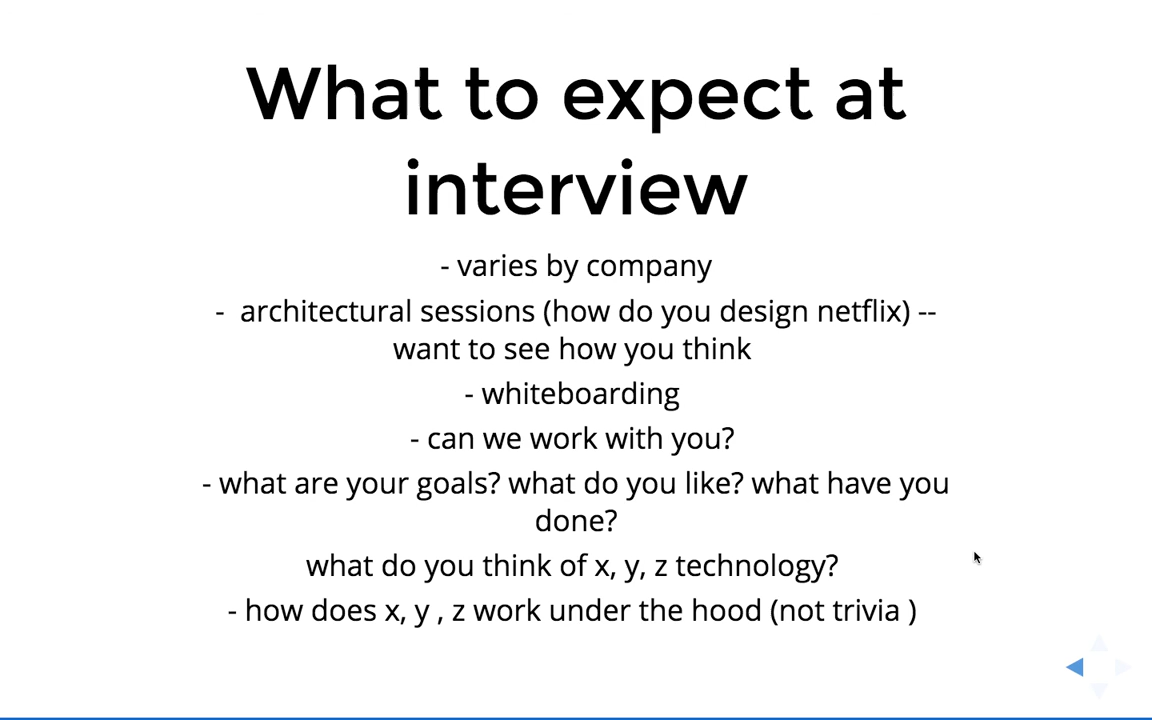 What to expect at
interview
- varies by company
- architectural sessions (how do you design netflix) --
want to see how you think
- whiteboarding
- can we work with you?
- what are your goals? what do you like? what have you
done?
what do you think of x, y, z technology?
- how does x, y , z work under the hood (not trivia )